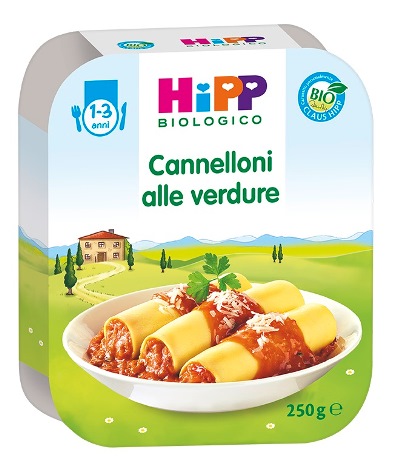 1-3
anni
HiPP
BIOLOGICO
BIO
CLAUS HIPP
Cannelloni
alle verdure
250g e